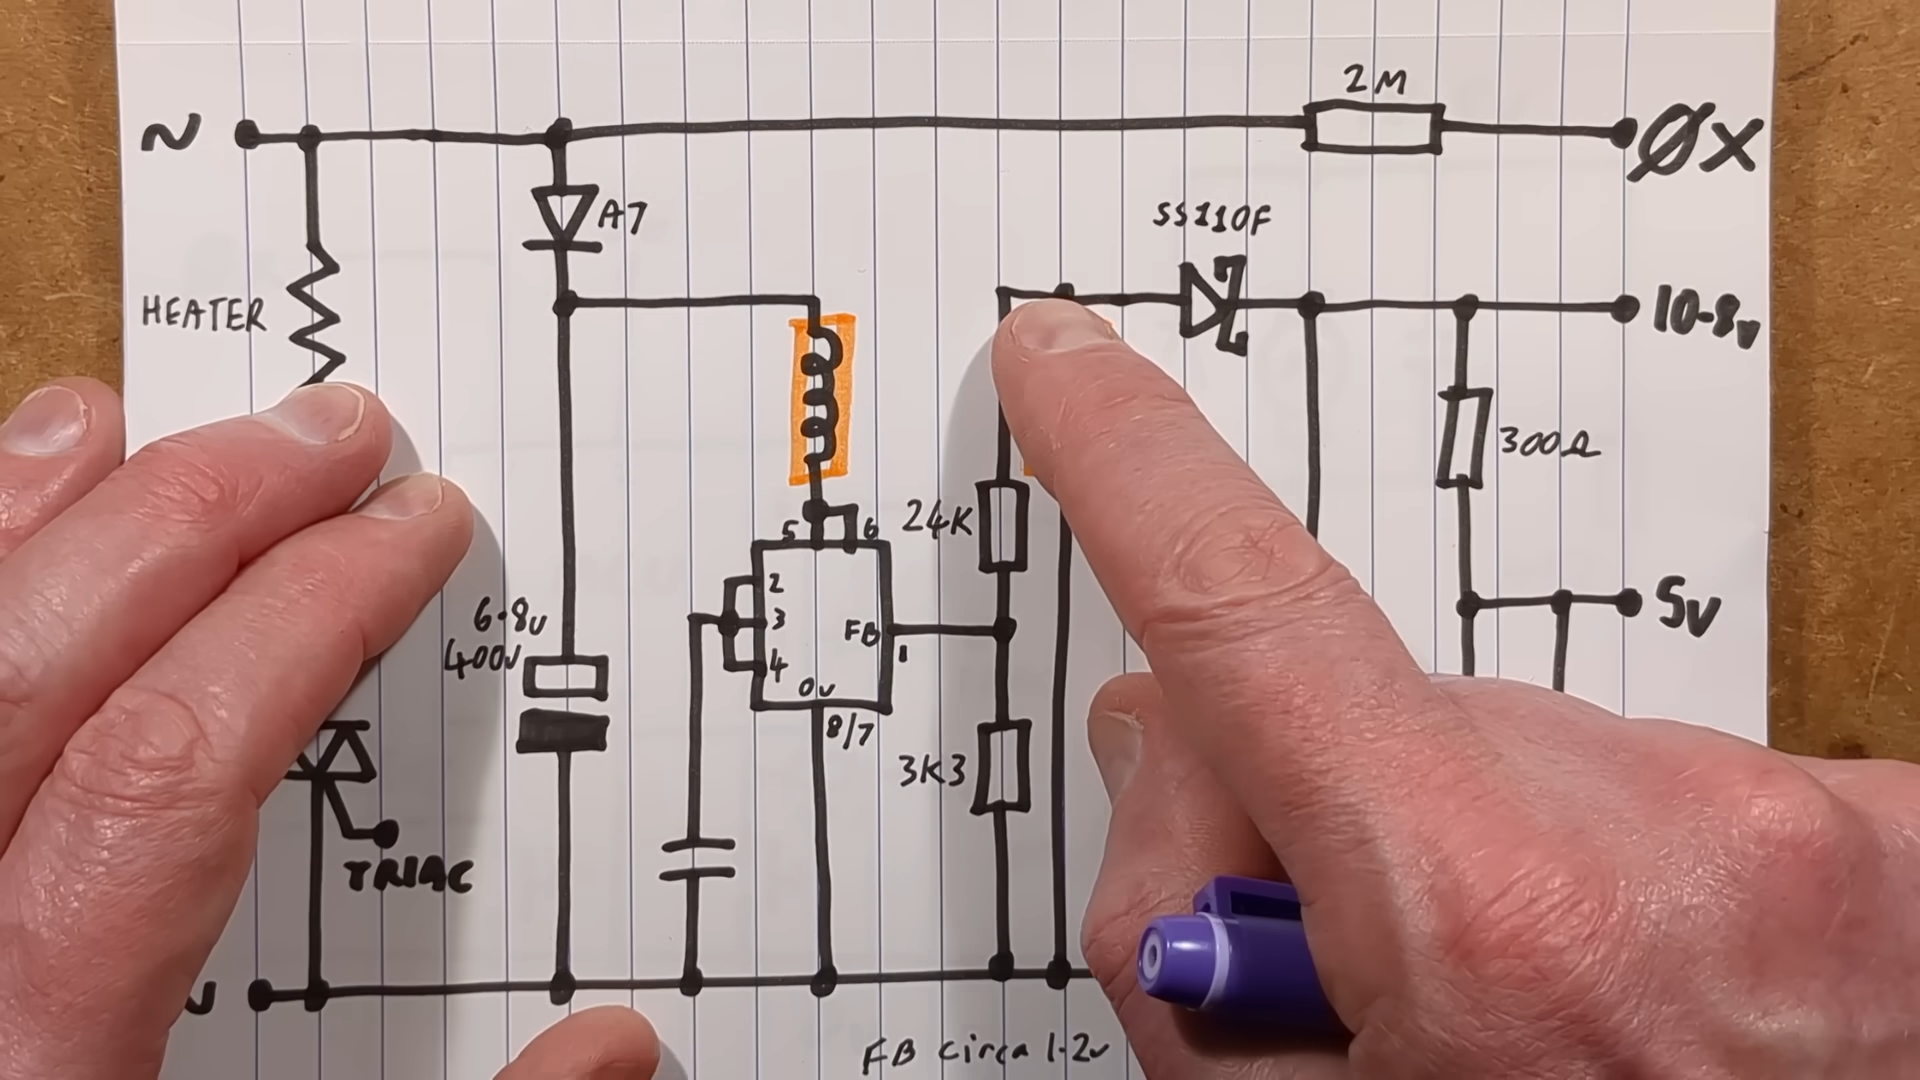 2M
~
ØX
A7
SS110F
HEATER
10-8v
300Ω
5
6
24K
2
3
FB
1
4
0v
8/7
6·8u
400v
5v
3K3
TRIAC
FB circa 1·2v